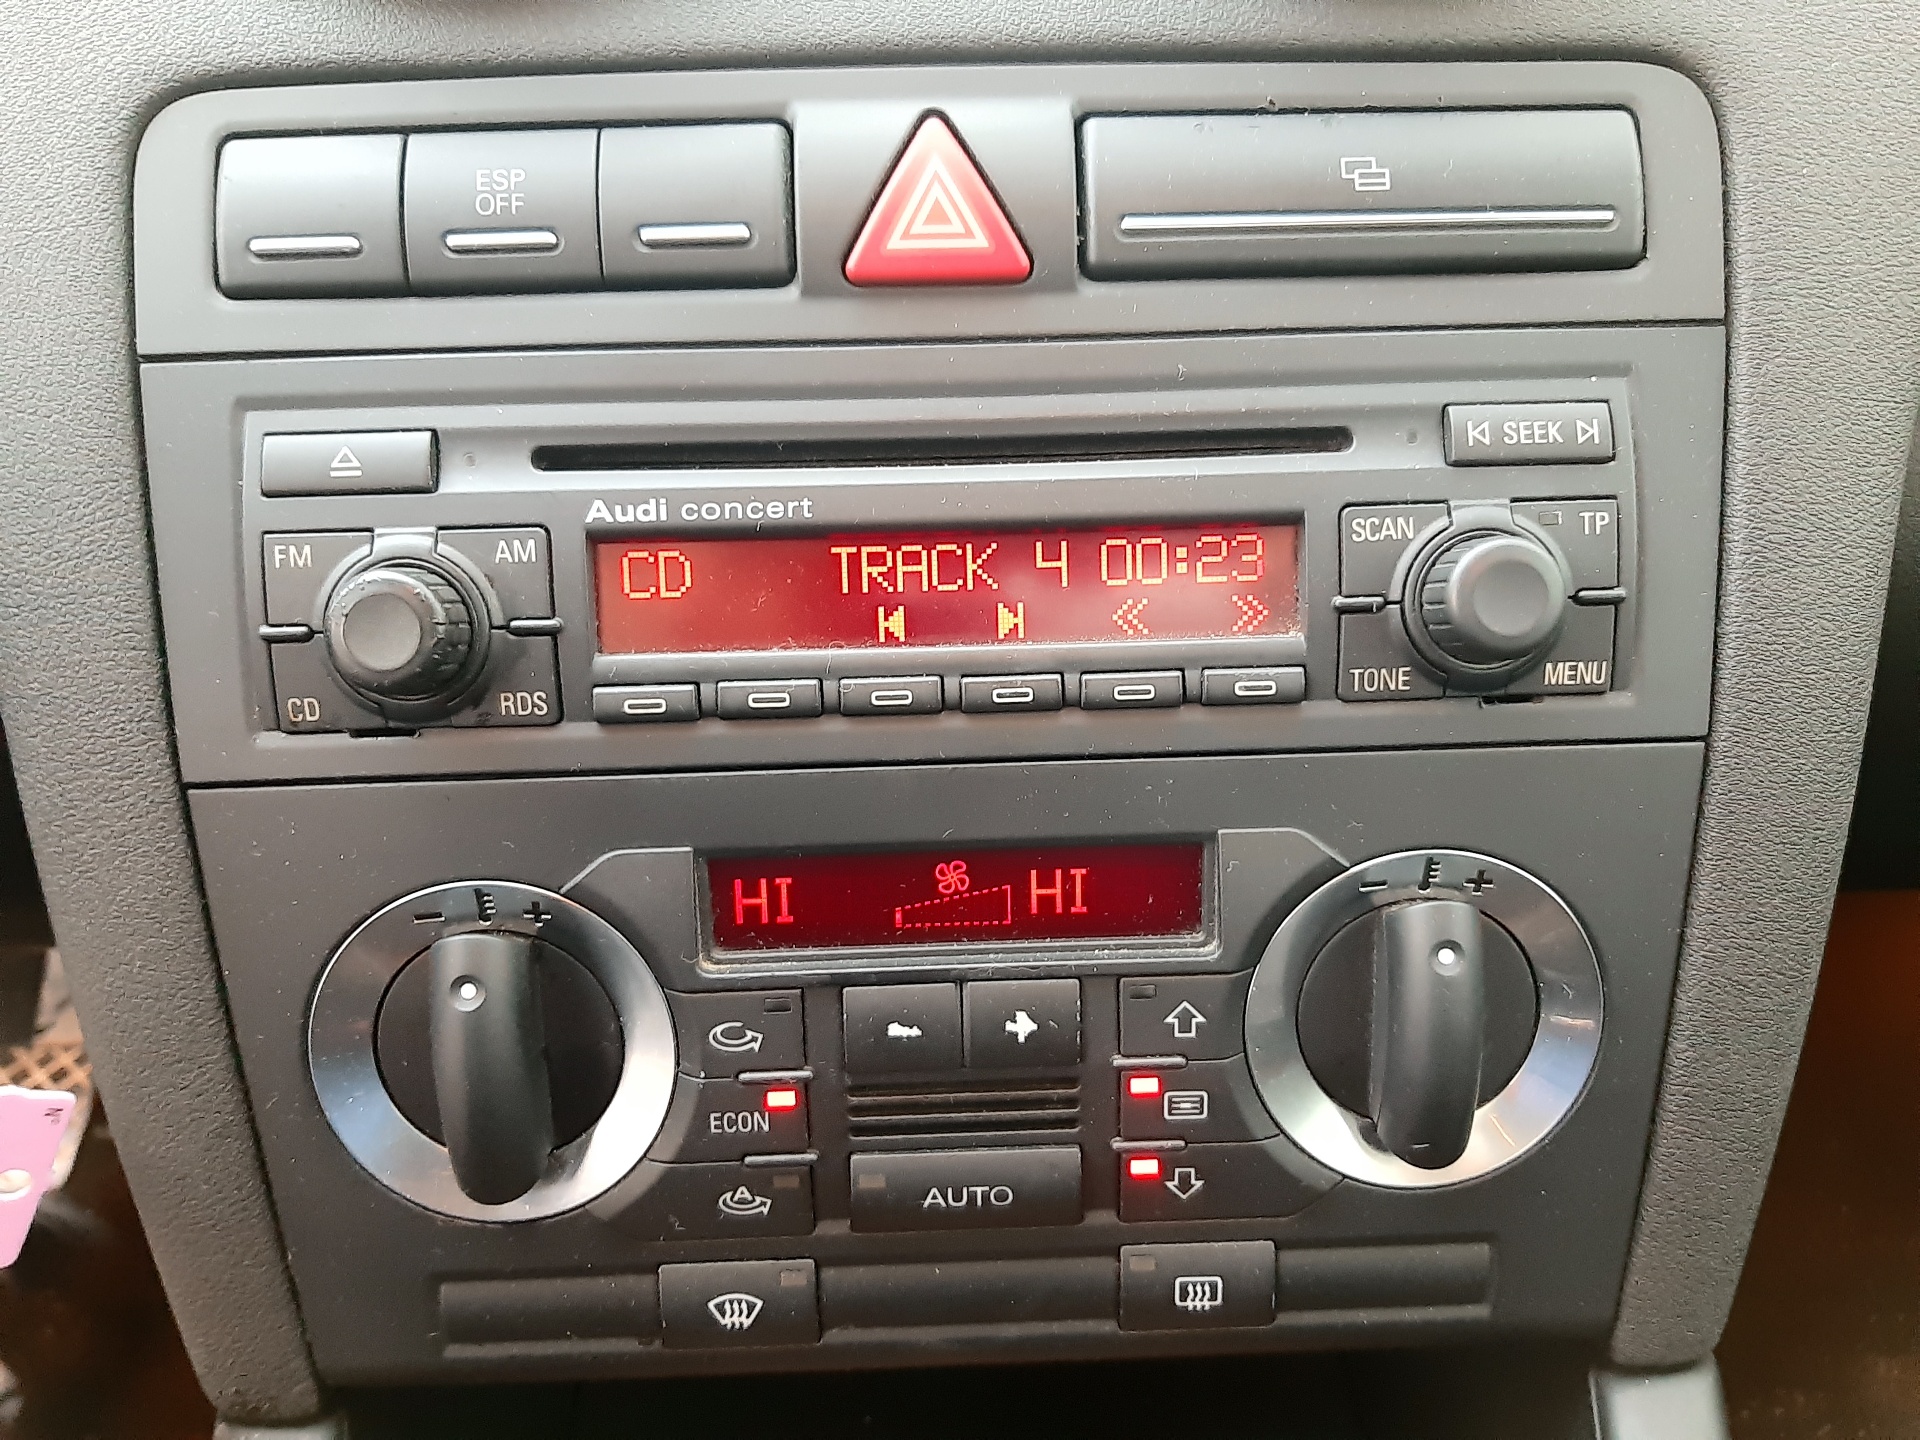 ESP
OFF
SEEK
Audi concert
FM
AM
CD
RDS
CD TRACK 4 00:23
SCAN
TP
TONE
MENU
HI HI
- +
- +
ECON
A
AUTO